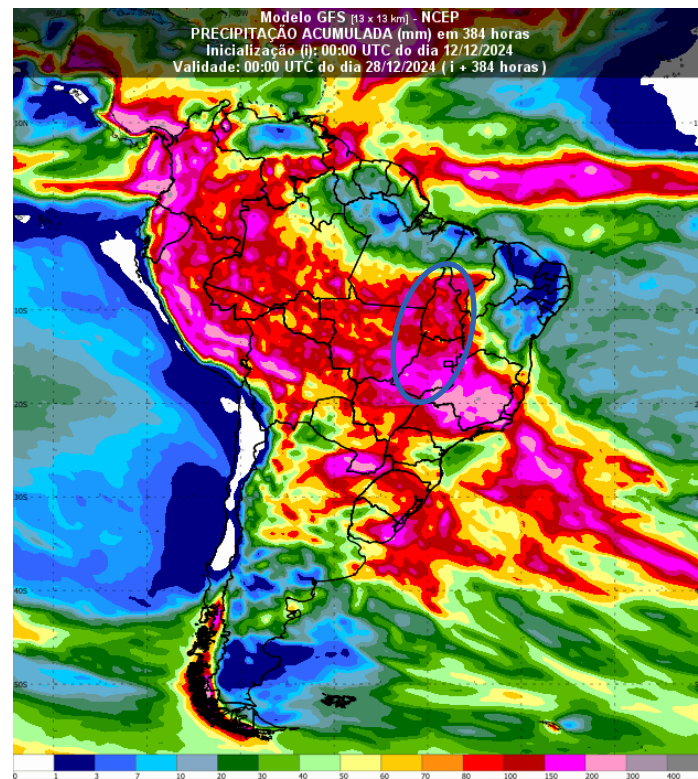 Modelo GFS [13 x 13 km] - NCEP
PRECIPITAÇÃO ACUMULADA (mm) em 384 horas
Inicialização (i): 00:00 UTC do dia 12/12/2024
Validade: 00:00 UTC do dia 28/12/2024 ( i + 384 horas )
10N
10S
20S
30S
40S
50S
0 1 3 7 10 20 30 40 50 60 70 80 100 150 200 300 400